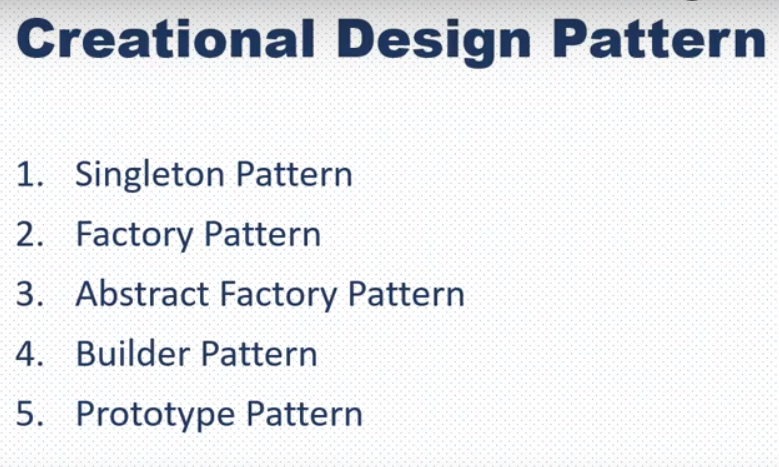 Creational Design Pattern
1. Singleton Pattern
2. Factory Pattern
3. Abstract Factory Pattern
4. Builder Pattern
5. Prototype Pattern